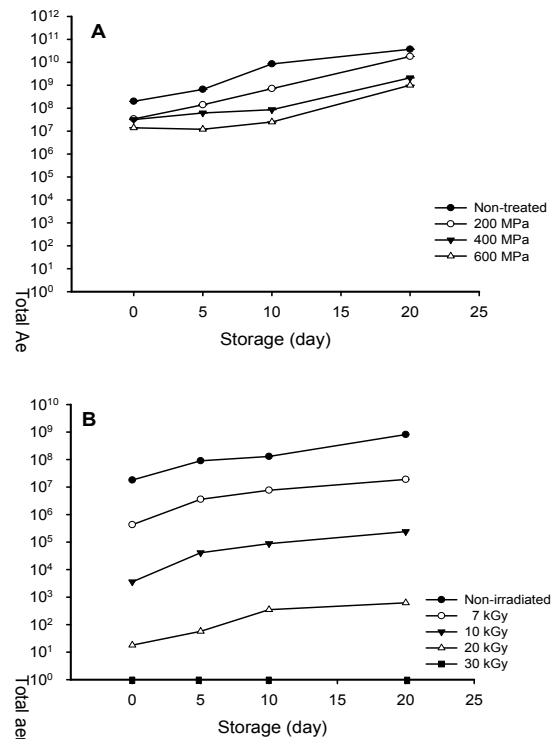 A
10¹²
10¹¹
10¹⁰
10⁹
10⁸
10⁷
10⁶
10⁵
10⁴
10³
10²
10¹
10⁰
Non-treated
200 MPa
400 MPa
600 MPa
0 5 10 15 20 25
Storage (day)
Total Ae
B
10¹⁰
10⁹
10⁸
10⁷
10⁶
10⁵
10⁴
10³
10²
10¹
10⁰
Non-irradiated
7 kGy
10 kGy
20 kGy
30 kGy
0 5 10 15 20 25
Storage (day)
Total aer